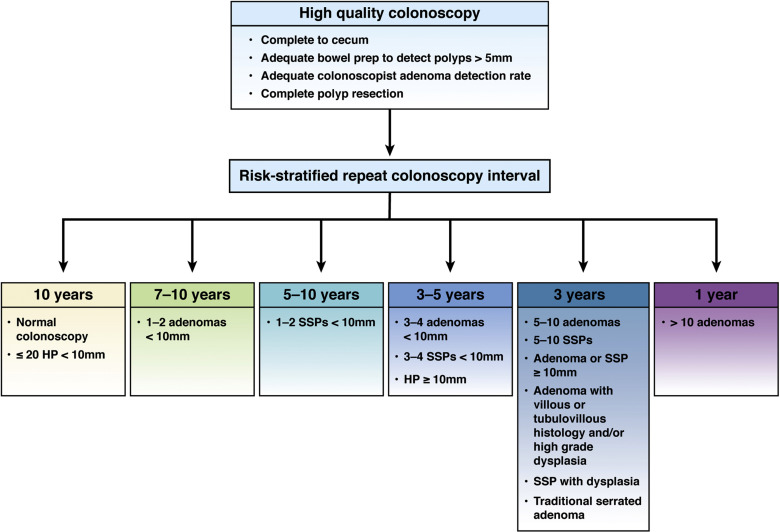 High quality colonoscopy
• Complete to cecum
• Adequate bowel prep to detect polyps > 5mm
• Adequate colonoscopist adenoma detection rate
• Complete polyp resection
Risk-stratified repeat colonoscopy interval
10 years
• Normal
colonoscopy
• ≤ 20 HP < 10mm
7–10 years
• 1–2 adenomas
< 10mm
5–10 years
• 1–2 SSPs < 10mm
3–5 years
• 3–4 adenomas
< 10mm
• 3–4 SSPs < 10mm
• HP ≥ 10mm
3 years
• 5–10 adenomas
• 5–10 SSPs
• Adenoma or SSP
≥ 10mm
• Adenoma with
villous or
tubulovillous
histology and/or
high grade
dysplasia
• SSP with dysplasia
• Traditional serrated
adenoma
1 year
• > 10 adenomas